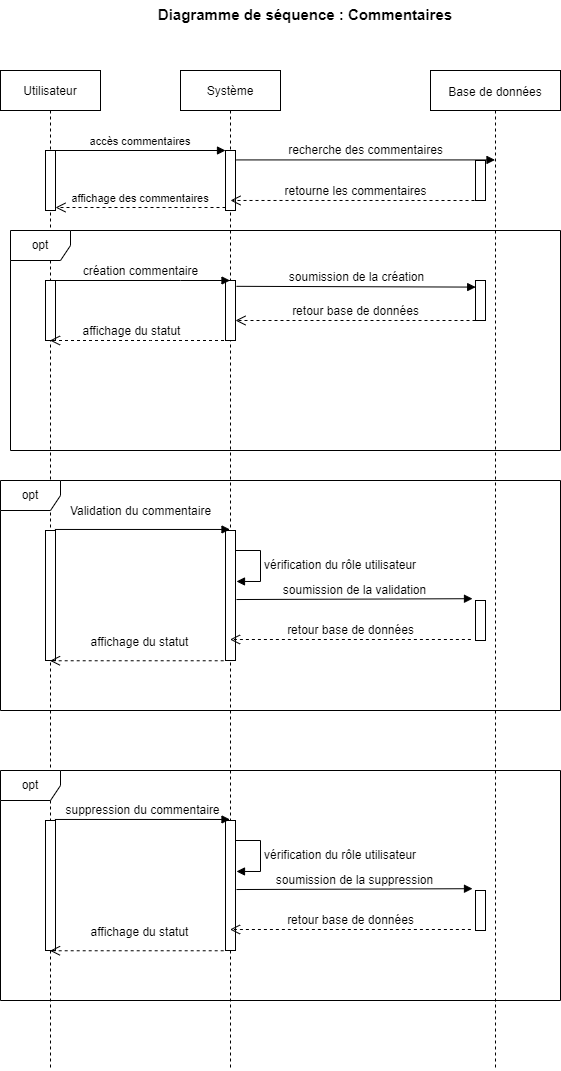 Diagramme de séquence : Commentaires
Utilisateur
Système
Base de données
accès commentaires
recherche des commentaires
retourne les commentaires
affichage des commentaires
opt
création commentaire
soumission de la création
retour base de données
affichage du statut
opt
Validation du commentaire
vérification du rôle utilisateur
soumission de la validation
retour base de données
affichage du statut
opt
suppression du commentaire
vérification du rôle utilisateur
soumission de la suppression
retour base de données
affichage du statut